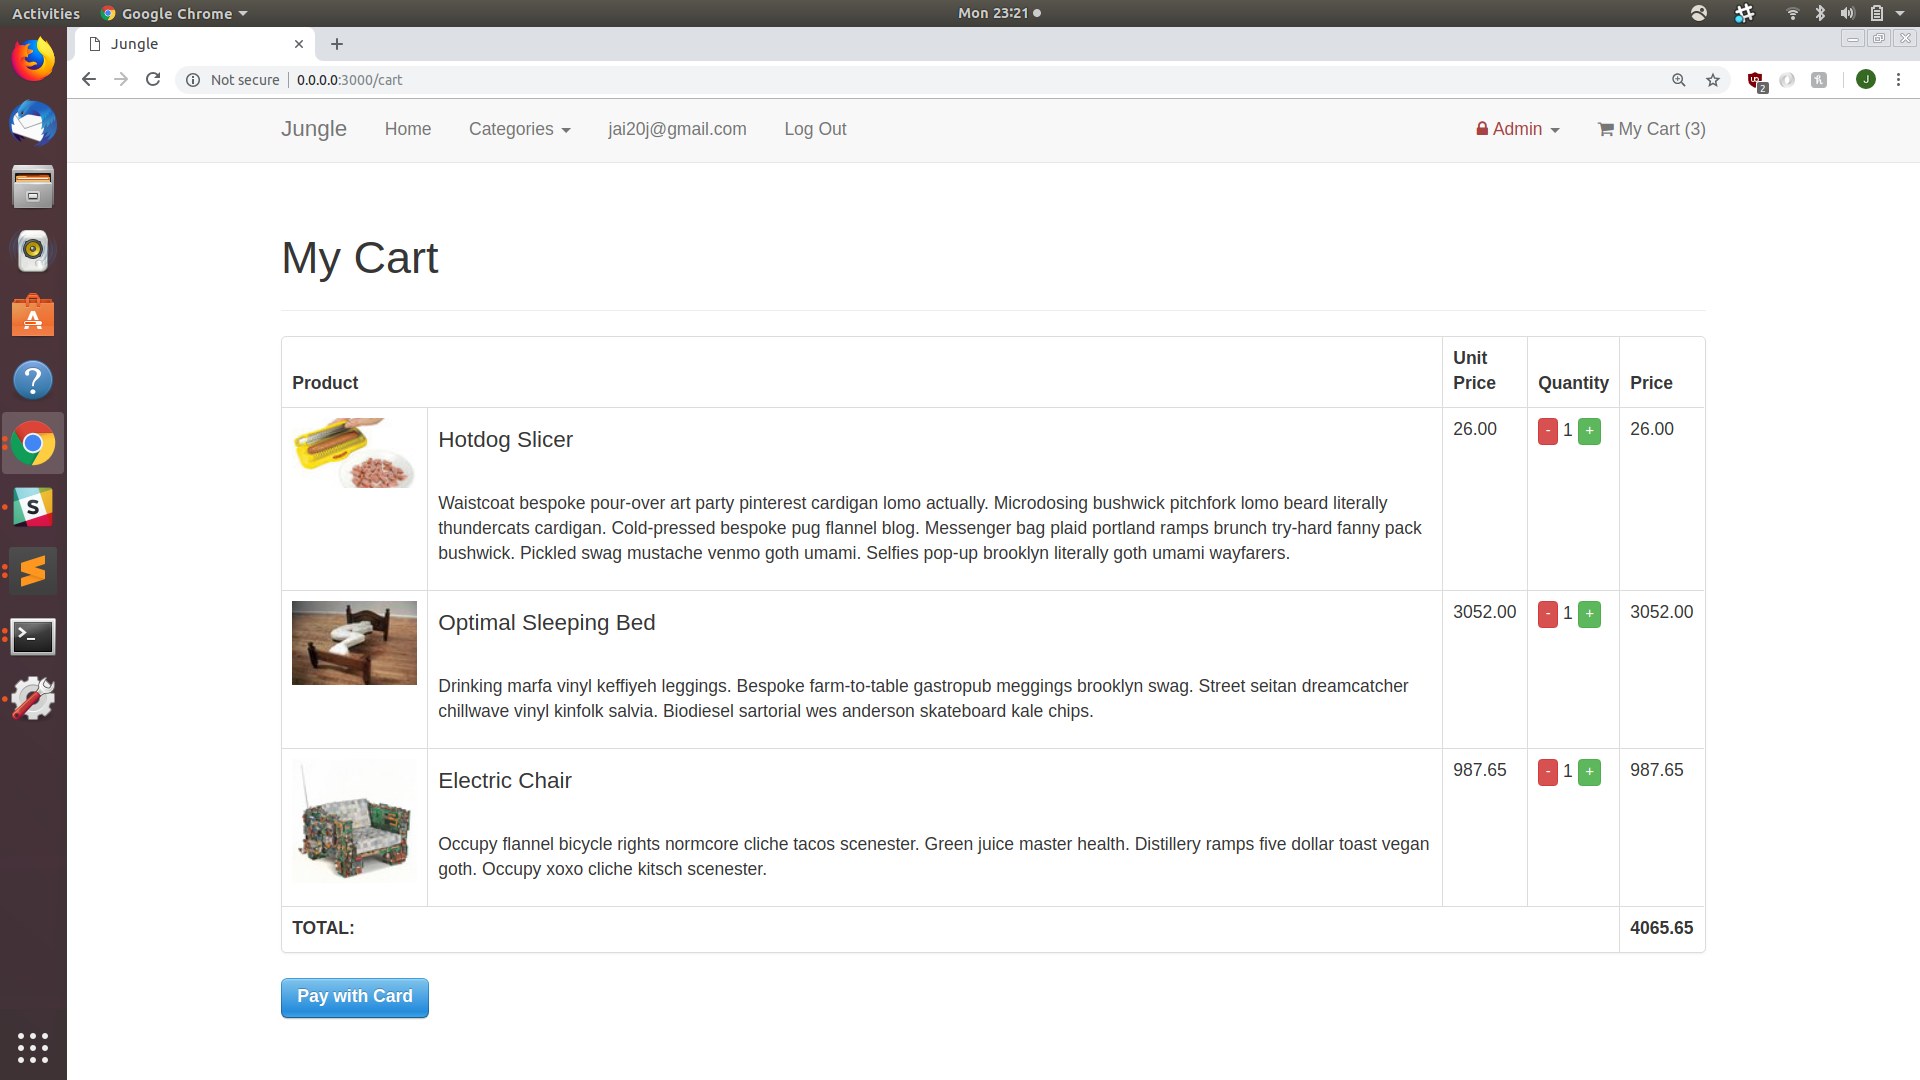 Activities Google Chrome Mon 23:21
Jungle
Not secure 0.0.0.0:3000/cart 2 J
Jungle Home Categories jai20j@gmail.com Log Out Admin My Cart (3)
My Cart
Product Unit Price Quantity Price
Hotdog Slicer 26.00 - 1 + 26.00
Waistcoat bespoke pour-over art party pinterest cardigan lomo actually. Microdosing bushwick pitchfork lomo beard literally
thundercats cardigan. Cold-pressed bespoke pug flannel blog. Messenger bag plaid portland ramps brunch try-hard fanny pack
bushwick. Pickled swag mustache venmo goth umami. Selfies pop-up brooklyn literally goth umami wayfarers.
Optimal Sleeping Bed 3052.00 - 1 + 3052.00
Drinking marfa vinyl keffiyeh leggings. Bespoke farm-to-table gastropub meggings brooklyn swag. Street seitan dreamcatcher
chillwave vinyl kinfolk salvia. Biodiesel sartorial wes anderson skateboard kale chips.
Electric Chair 987.65 - 1 + 987.65
Occupy flannel bicycle rights normcore cliche tacos scenester. Green juice master health. Distillery ramps five dollar toast vegan
goth. Occupy xoxo cliche kitsch scenester.
TOTAL: 4065.65
Pay with Card